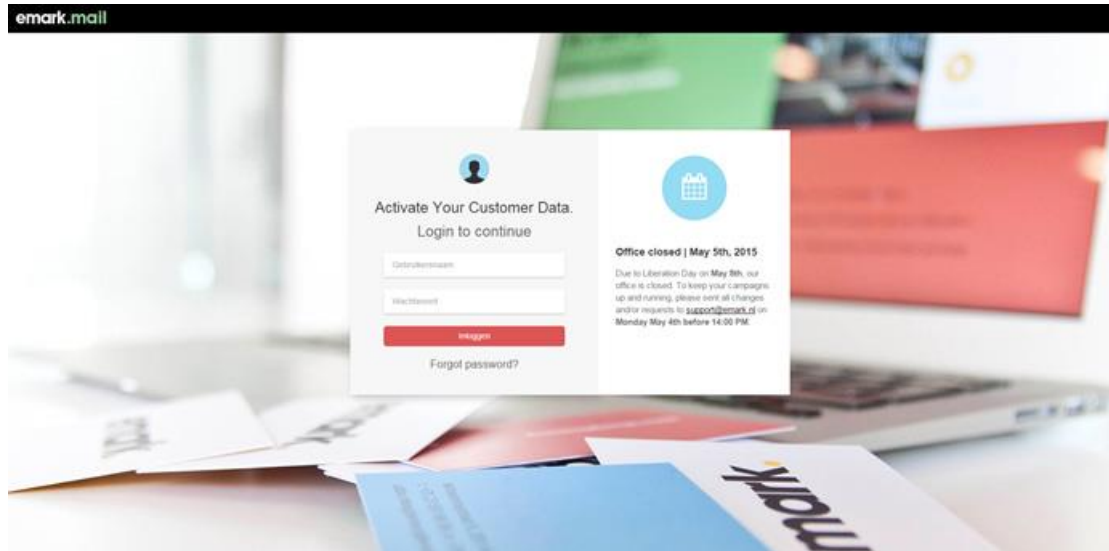 emark.mail
Activate Your Customer Data.
Login to continue
Gebruikersnaam
Wachtwoord
Inloggen
Forgot password?
Office closed | May 5th, 2015
Due to Liberation Day on May 5th, our
office is closed. To keep your campaigns
up and running, please sent all changes
and/or requests to support@emark.nl on
Monday May 4th before 14:00 PM.
mark